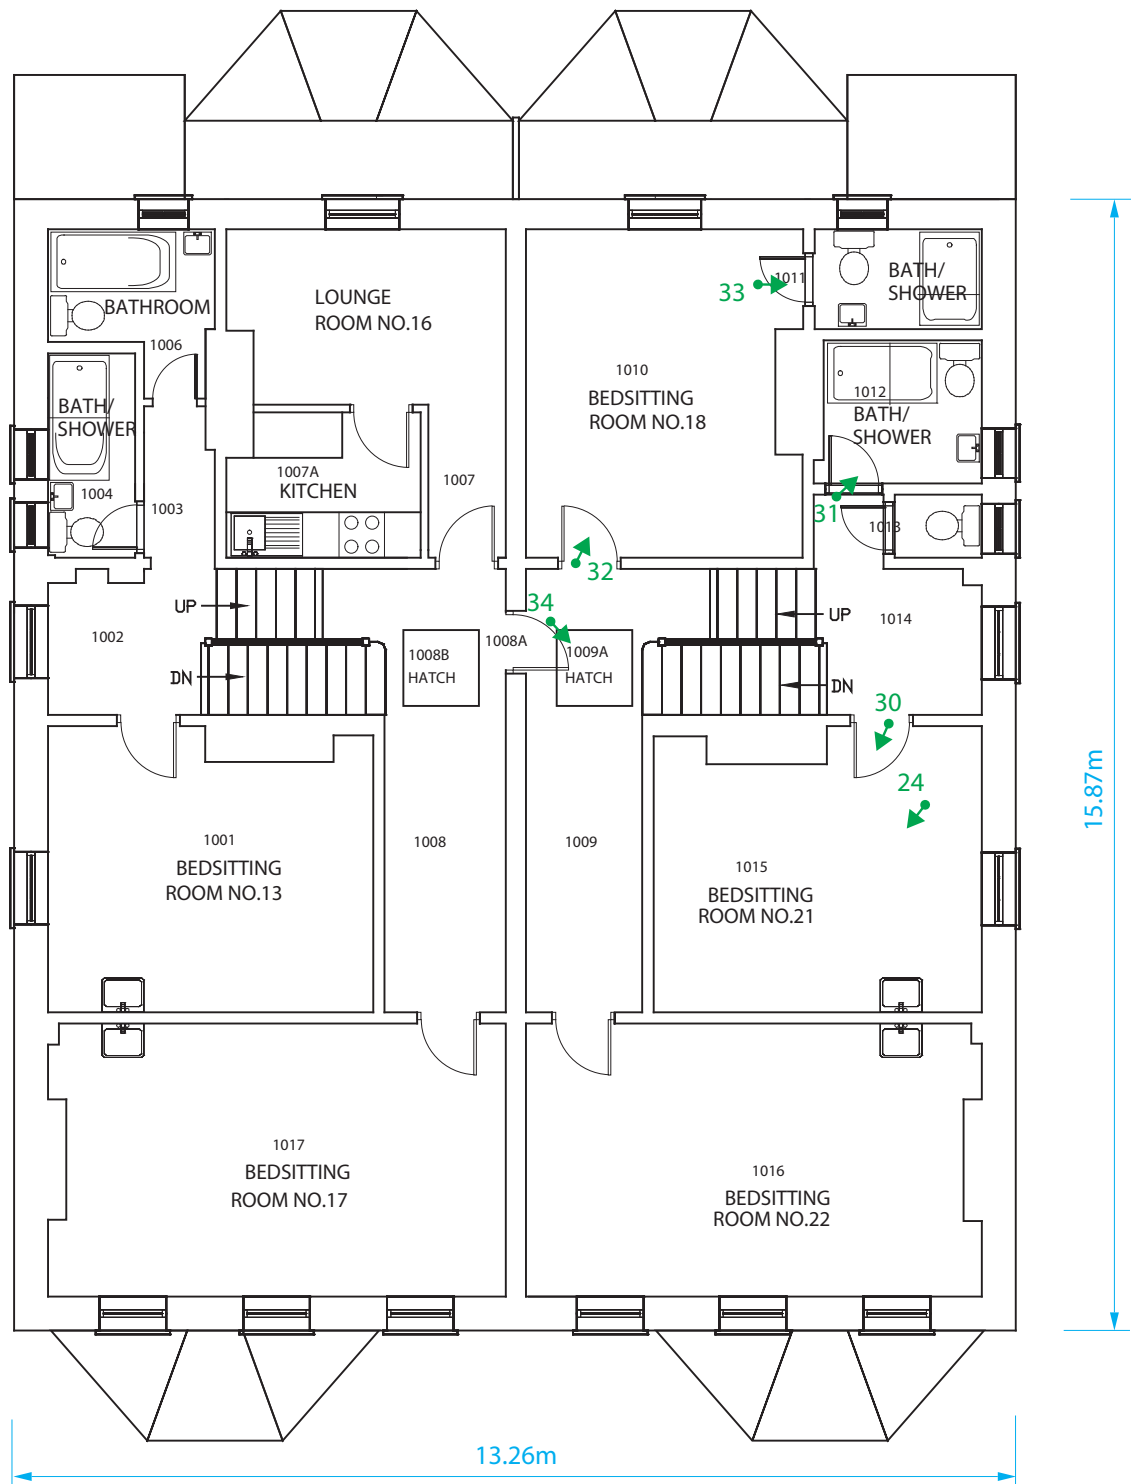 BATHROOM
1006
LOUNGE
ROOM NO.16
33
1011
BATH/
SHOWER
1010
BEDSITTING
ROOM NO.18
1012
BATH/
SHOWER
BATH/
SHOWER
1004
1003
1007A
KITCHEN
1007
31
1013
32
34
UP
1002
1008A
1008B
HATCH
1009A
HATCH
UP
1014
DN
DN
30
24
1001
BEDSITTING
ROOM NO.13
1008
1009
1015
BEDSITTING
ROOM NO.21
15.87m
1017
BEDSITTING
ROOM NO.17
1016
BEDSITTING
ROOM NO.22
13.26m